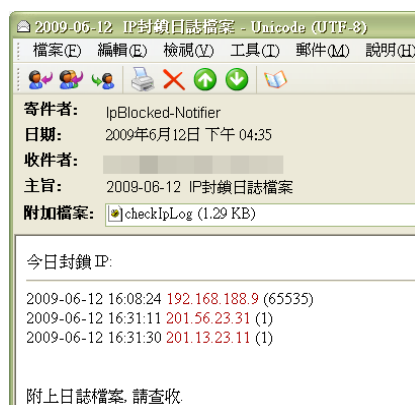 2009-06-12 IP封鎖日誌檔案 - Unicode (UTF-8)
檔案(F) 編輯(E) 檢視(V) 工具(T) 郵件(M) 說明(H)
寄件者: IpBlocked-Notifier
日期: 2009年6月12日 下午 04:35
收件者:
主旨: 2009-06-12 IP封鎖日誌檔案
附加檔案: checkIpLog (1.29 KB)
今日封鎖 IP:
2009-06-12 16:08:24 192.168.188.9 (65535)
2009-06-12 16:31:11 201.56.23.31 (1)
2009-06-12 16:31:30 201.13.23.11 (1)
附上日誌檔案, 請查收.